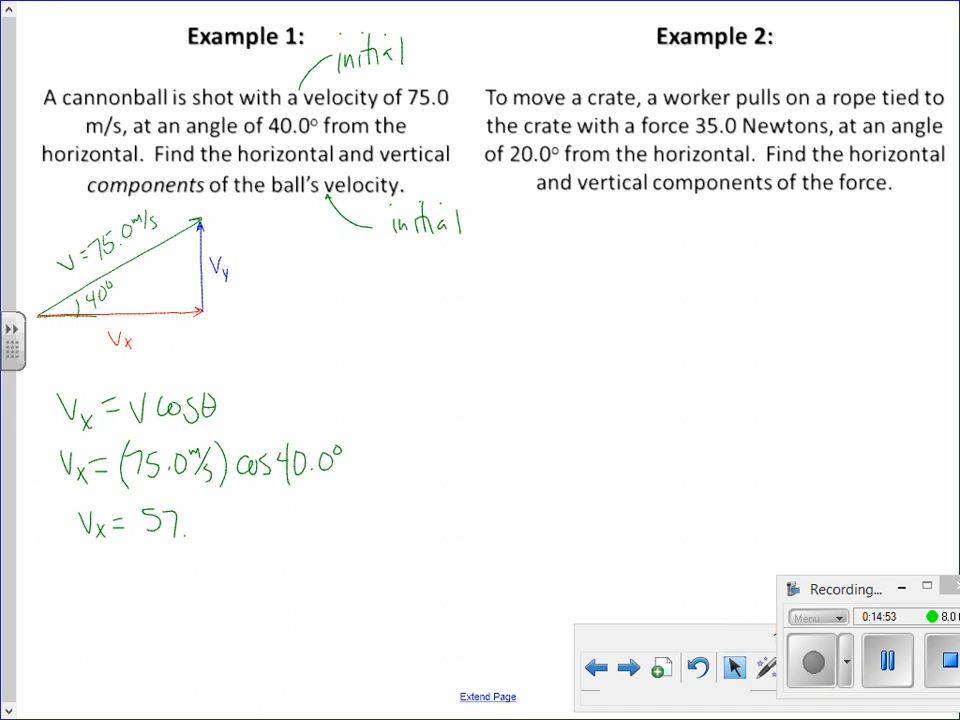 Example 1:
initial
A cannonball is shot with a velocity of 75.0
m/s, at an angle of 40.0° from the
horizontal. Find the horizontal and vertical
components of the ball's velocity.
initial
V = 75.0 m/s
40°
Vy
Vx
Vx = V cosθ
Vx = (75.0 m/s) cos 40.0°
Vx = 57.
Example 2:
To move a crate, a worker pulls on a rope tied to
the crate with a force 35.0 Newtons, at an angle
of 20.0° from the horizontal. Find the horizontal
and vertical components of the force.
Recording...
Menu
0:14:53
8.0
Extend Page